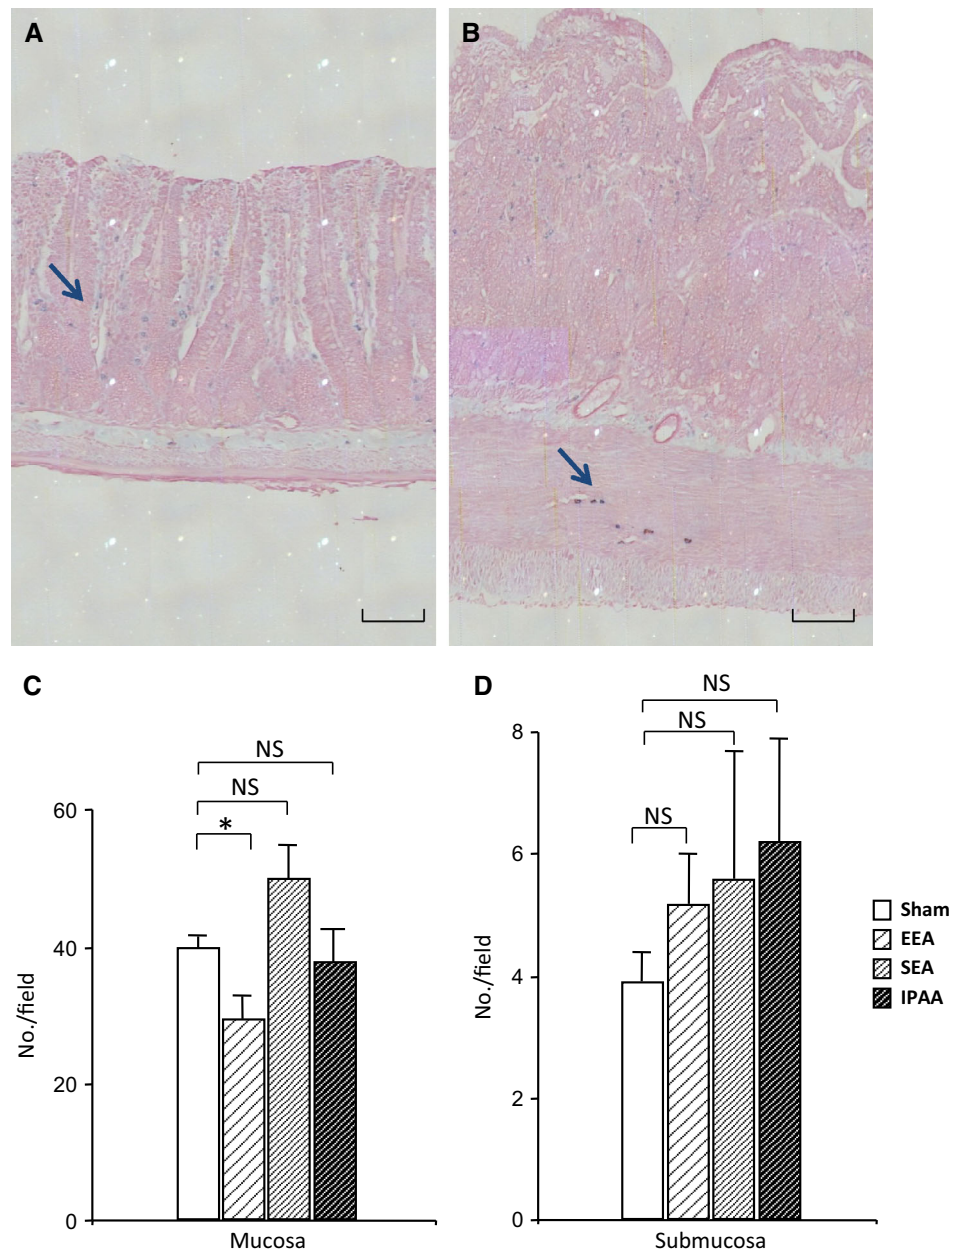 A
B
C
D
NS
NS
*
60
40
20
0
No./field
Mucosa
NS
NS
NS
8
6
4
2
0
No./field
Submucosa
Sham
EEA
SEA
IPAA